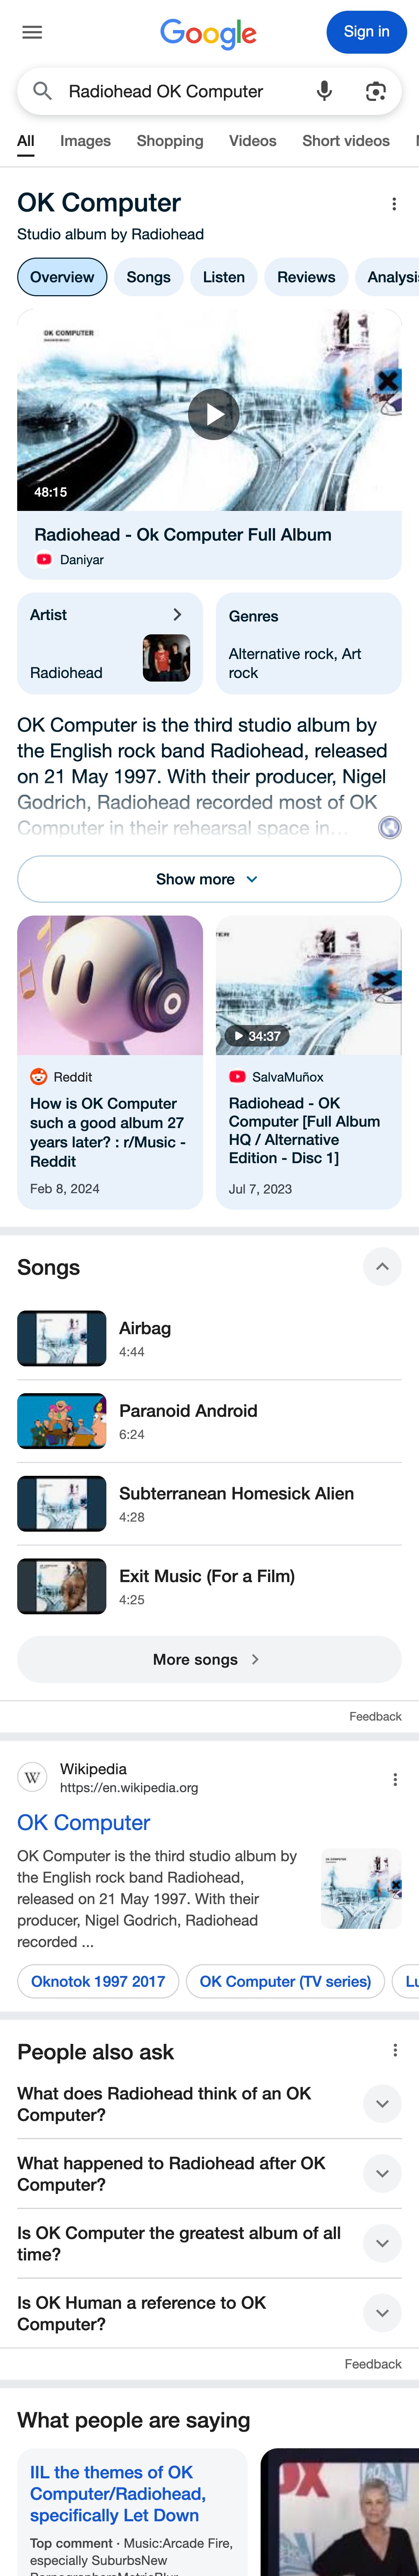 Google
Sign in
Radiohead OK Computer
All Images Shopping Videos Short videos
OK Computer
Studio album by Radiohead
Overview Songs Listen Reviews Analysi
OK COMPUTER
48:15
Radiohead - Ok Computer Full Album
Daniyar
Artist
Radiohead
Genres
Alternative rock, Art
rock
OK Computer is the third studio album by
the English rock band Radiohead, released
on 21 May 1997. With their producer, Nigel
Godrich, Radiohead recorded most of OK
Computer in their rehearsal space in...
Show more
34:37
Reddit
How is OK Computer
such a good album 27
years later? : r/Music -
Reddit
Feb 8, 2024
SalvaMuñox
Radiohead - OK
Computer [Full Album
HQ / Alternative
Edition - Disc 1]
Jul 7, 2023
Songs
Airbag
4:44
Paranoid Android
6:24
Subterranean Homesick Alien
4:28
Exit Music (For a Film)
4:25
More songs
Feedback
W
Wikipedia
https://en.wikipedia.org
OK Computer
OK Computer is the third studio album by
the English rock band Radiohead,
released on 21 May 1997. With their
producer, Nigel Godrich, Radiohead
recorded ...
Oknotok 1997 2017 OK Computer (TV series) Lu
People also ask
What does Radiohead think of an OK
Computer?
What happened to Radiohead after OK
Computer?
Is OK Computer the greatest album of all
time?
Is OK Human a reference to OK
Computer?
Feedback
What people are saying
IIL the themes of OK
Computer/Radiohead,
specifically Let Down
Top comment · Music:Arcade Fire,
especially SuburbsNew